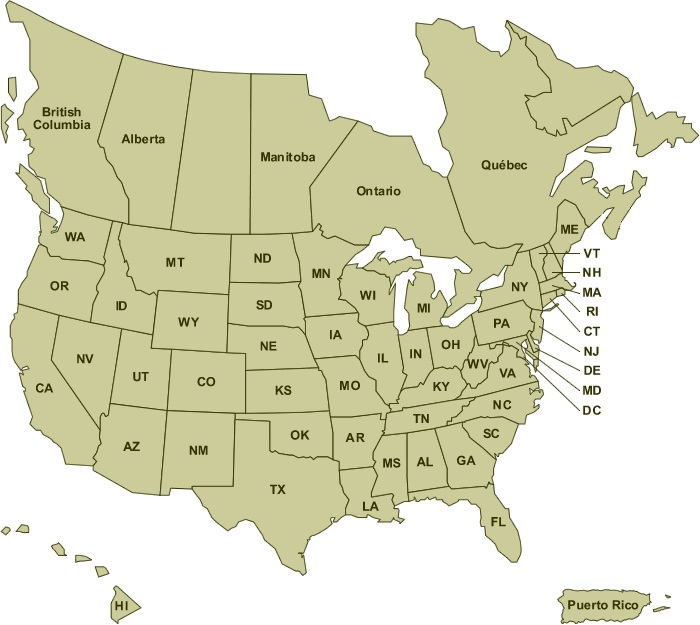 British
Columbia
Alberta
Manitoba
Ontario
Québec
WA
MT
ND
MN
ME
VT
OR
ID
WY
SD
WI
MI
NY
NH
MA
RI
CT
NV
UT
CO
NE
IA
IL
IN
OH
PA
NJ
CA
KS
MO
KY
WV
VA
DE
MD
DC
AZ
NM
OK
AR
TN
NC
SC
TX
LA
MS
AL
GA
FL
HI
Puerto Rico